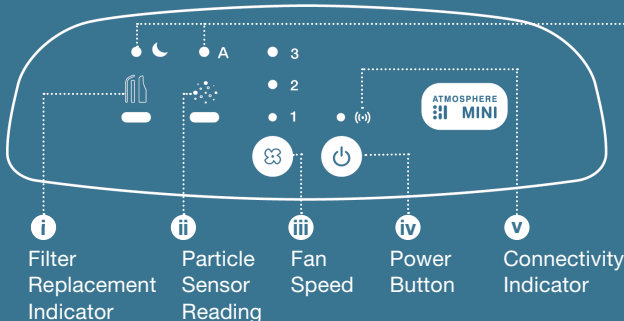 A
3
2
1
ATMOSPHERE
MINI
i
Filter
Replacement
Indicator
ii
Particle
Sensor
Reading
iii
Fan
Speed
iv
Power
Button
v
Connectivity
Indicator